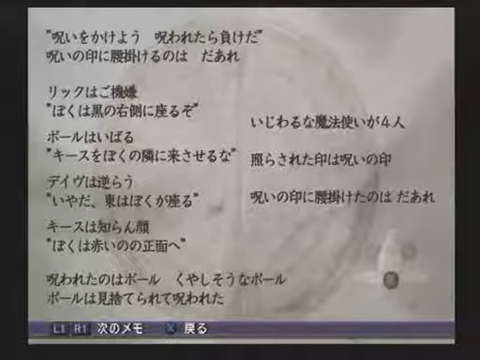 "呪いをかけよう　呪われたら負けだ"
呪いの印に腰掛けるのは　だあれ
リックはご機嫌
"ぼくは黒の右側に座るぞ"
ポールはいばる
"キースをぼくの隣に来させるな"
デイヴは逆らう
"いやだ、東はぼくが座る"
キースは知らん顔
"ぼくは赤いのの正面へ"
呪われたのはポール　くやしそうなポール
ポールは見捨てられて呪われた
いじわるな魔法使いが４人
照らされた印は呪いの印
呪いの印に腰掛けたのは だあれ
L1 R1 次のメモ　X 戻る